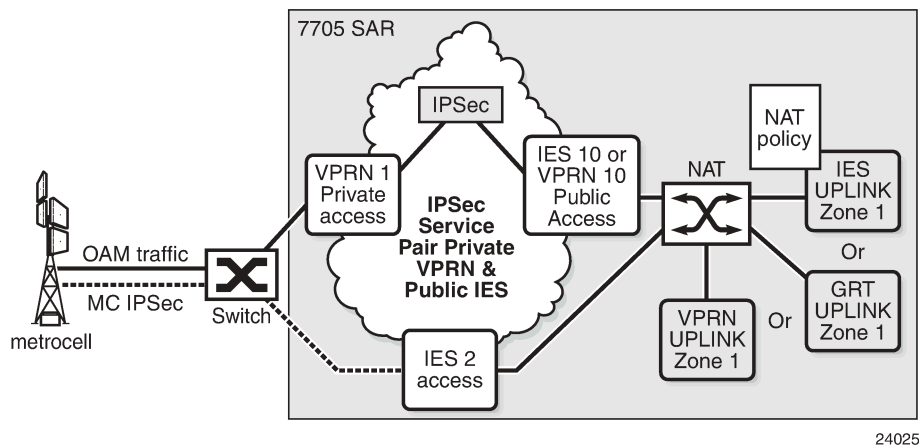 7705 SAR
IPSec
NAT
policy
VPRN 1
Private
access
IES 10 or
VPRN 10
Public
Access
NAT
IES
UPLINK
Zone 1
IPSec
Service
Pair Private
VPRN &
Public IES
OAM traffic
MC IPSec
Switch
metrocell
Or
GRT
UPLINK
Zone 1
VPRN
UPLINK
Zone 1
Or
IES 2
access
24025